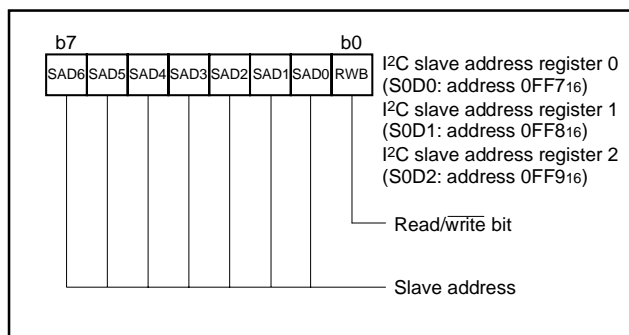 b7 b0
SAD6 SAD5 SAD4 SAD3 SAD2 SAD1 SAD0 RWB
I²C slave address register 0
(S0D0: address 0FF7₁₆)
I²C slave address register 1
(S0D1: address 0FF8₁₆)
I²C slave address register 2
(S0D2: address 0FF9₁₆)
Read/w̅r̅i̅t̅e̅ bit
Slave address